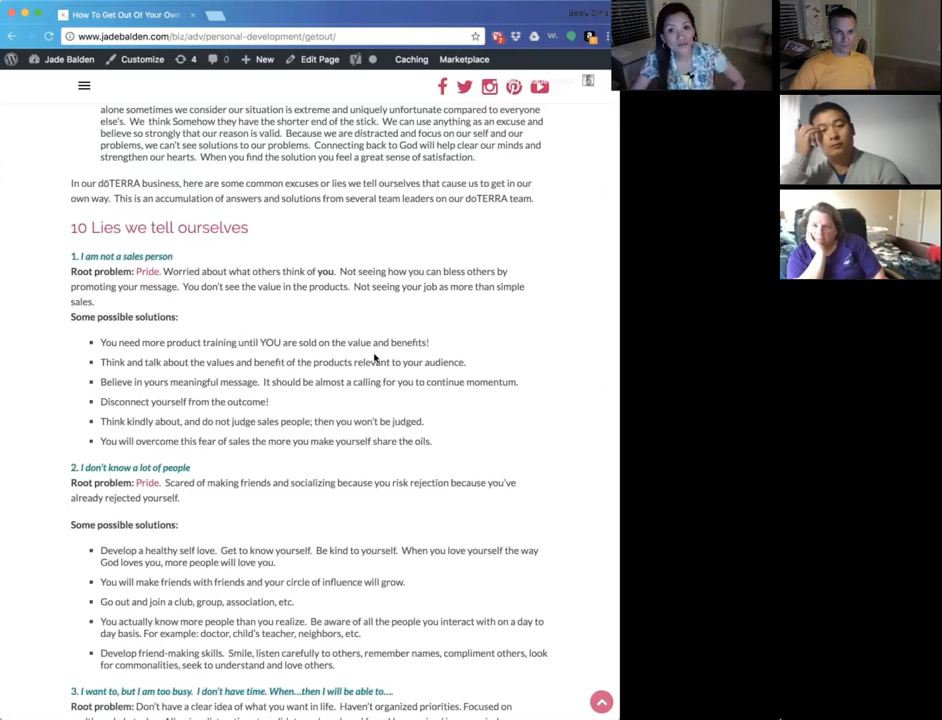 How To Get Out Of Your Own
www.jadebalden.com/biz/adv/personal-development/getout/
Jade Balden Customize 4 0 New Edit Page Caching Marketplace
alone sometimes we consider our situation is extreme and uniquely unfortunate compared to everyone
else's. We think Somehow they have the shorter end of the stick. We can use anything as an excuse and
believe so strongly that our reason is valid. Because we are distracted and focus on our self and our
problems, we can't see solutions to our problems. Connecting back to God will help clear our minds and
strengthen our hearts. When you find the solution you feel a great sense of satisfaction.
In our dōTERRA business, here are some common excuses or lies we tell ourselves that cause us to get in our
own way. This is an accumulation of answers and solutions from several team leaders on our doTERRA team.
10 Lies we tell ourselves
1. I am not a sales person
Root problem: Pride. Worried about what others think of you. Not seeing how you can bless others by
promoting your message. You don't see the value in the products. Not seeing your job as more than simple
sales.
Some possible solutions:
You need more product training until YOU are sold on the value and benefits!
Think and talk about the values and benefit of the products relevant to your audience.
Believe in yours meaningful message. It should be almost a calling for you to continue momentum.
Disconnect yourself from the outcome!
Think kindly about, and do not judge sales people; then you won't be judged.
You will overcome this fear of sales the more you make yourself share the oils.
2. I don't know a lot of people
Root problem: Pride. Scared of making friends and socializing because you risk rejection because you've
already rejected yourself.
Some possible solutions:
Develop a healthy self love. Get to know yourself. Be kind to yourself. When you love yourself the way
God loves you, more people will love you.
You will make friends with friends and your circle of influence will grow.
Go out and join a club, group, association, etc.
You actually know more people than you realize. Be aware of all the people you interact with on a day to
day basis. For example: doctor, child's teacher, neighbors, etc.
Develop friend-making skills. Smile, listen carefully to others, remember names, compliment others, look
for commonalities, seek to understand and love others.
3. I want to, but I am too busy. I don't have time. When...then I will be able to....
Root problem: Don't have a clear idea of what you want in life. Haven't organized priorities. Focused on